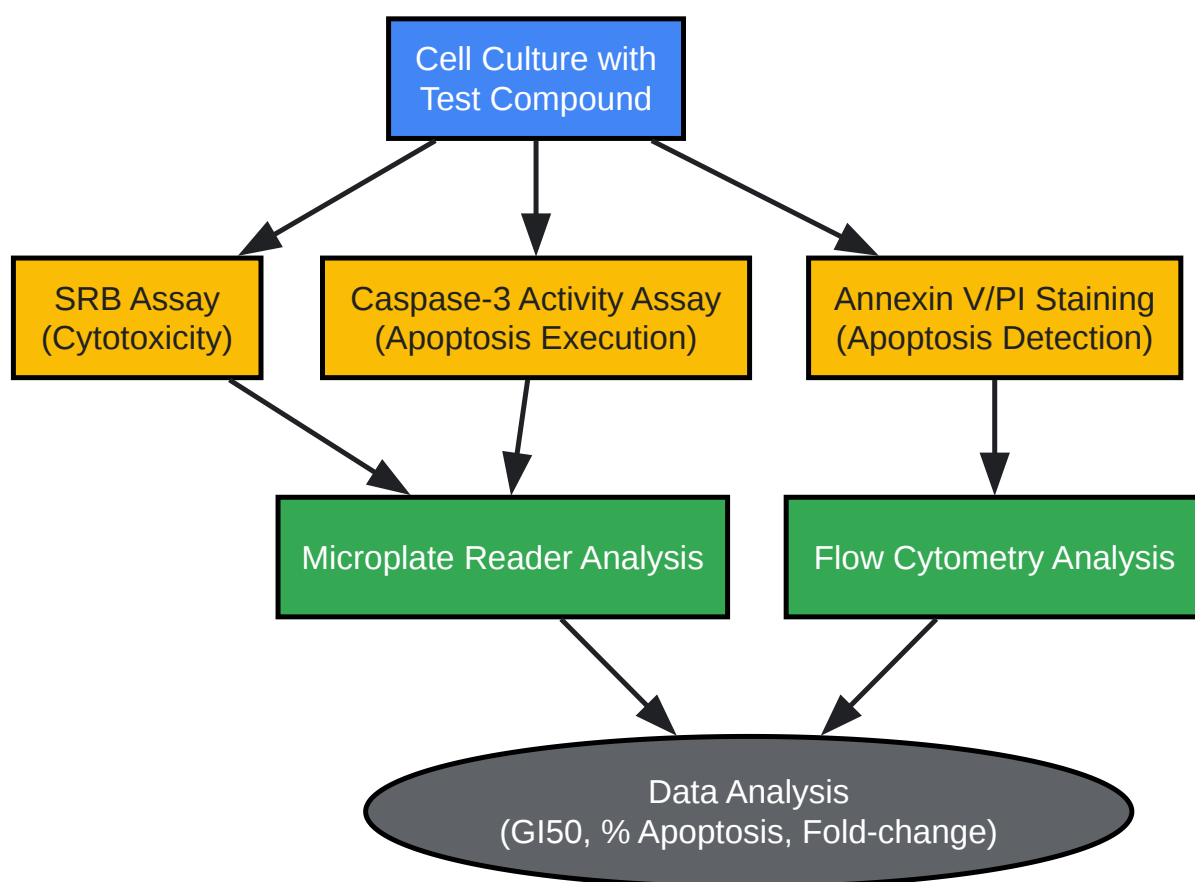 Cell Culture with
Test Compound
SRB Assay
(Cytotoxicity)
Caspase-3 Activity Assay
(Apoptosis Execution)
Annexin V/PI Staining
(Apoptosis Detection)
Microplate Reader Analysis
Flow Cytometry Analysis
Data Analysis
(GI50, % Apoptosis, Fold-change)